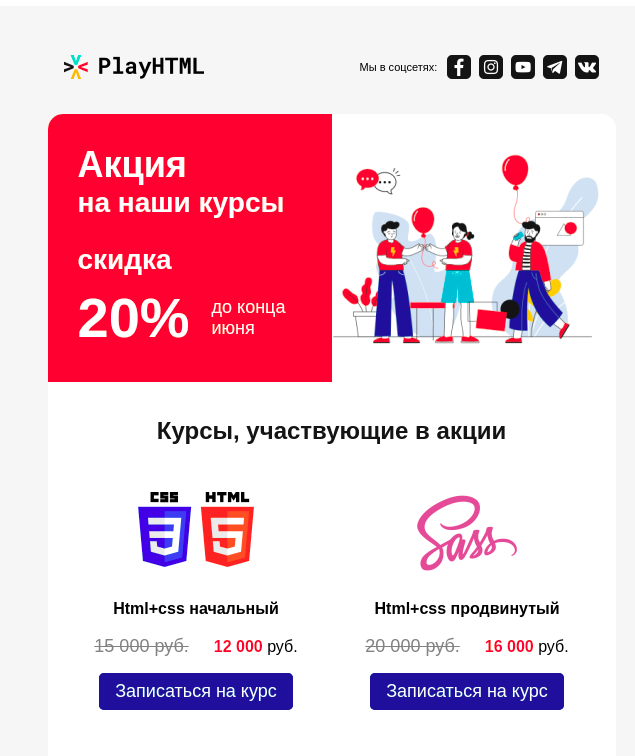 PlayHTML
Мы в соцсетях:
Акция
на наши курсы
скидка
20%
до конца
июня
Курсы, участвующие в акции
CSS HTML
3 5
Sass
Html+css начальный
Html+css продвинутый
15 000 руб. 12 000 руб.
20 000 руб. 16 000 руб.
Записаться на курс
Записаться на курс